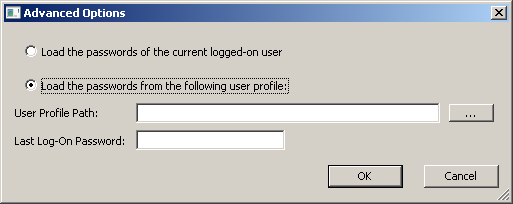 Advanced Options
Load the passwords of the current logged-on user
Load the passwords from the following user profile:
User Profile Path:
...
Last Log-On Password:
OK
Cancel